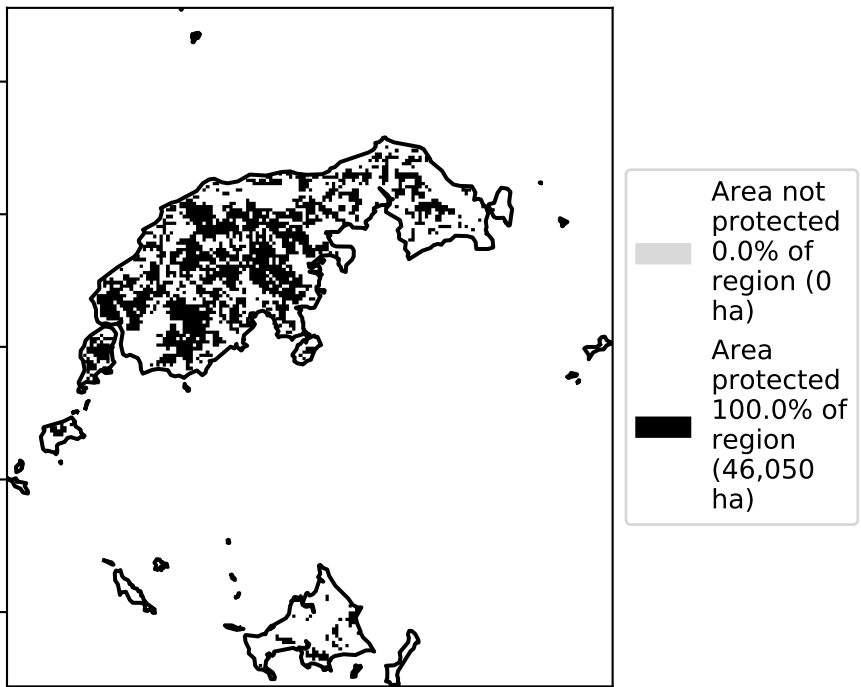 Area not
protected
0.0% of
region (0
ha)
Area
protected
100.0% of
region
(46,050
ha)